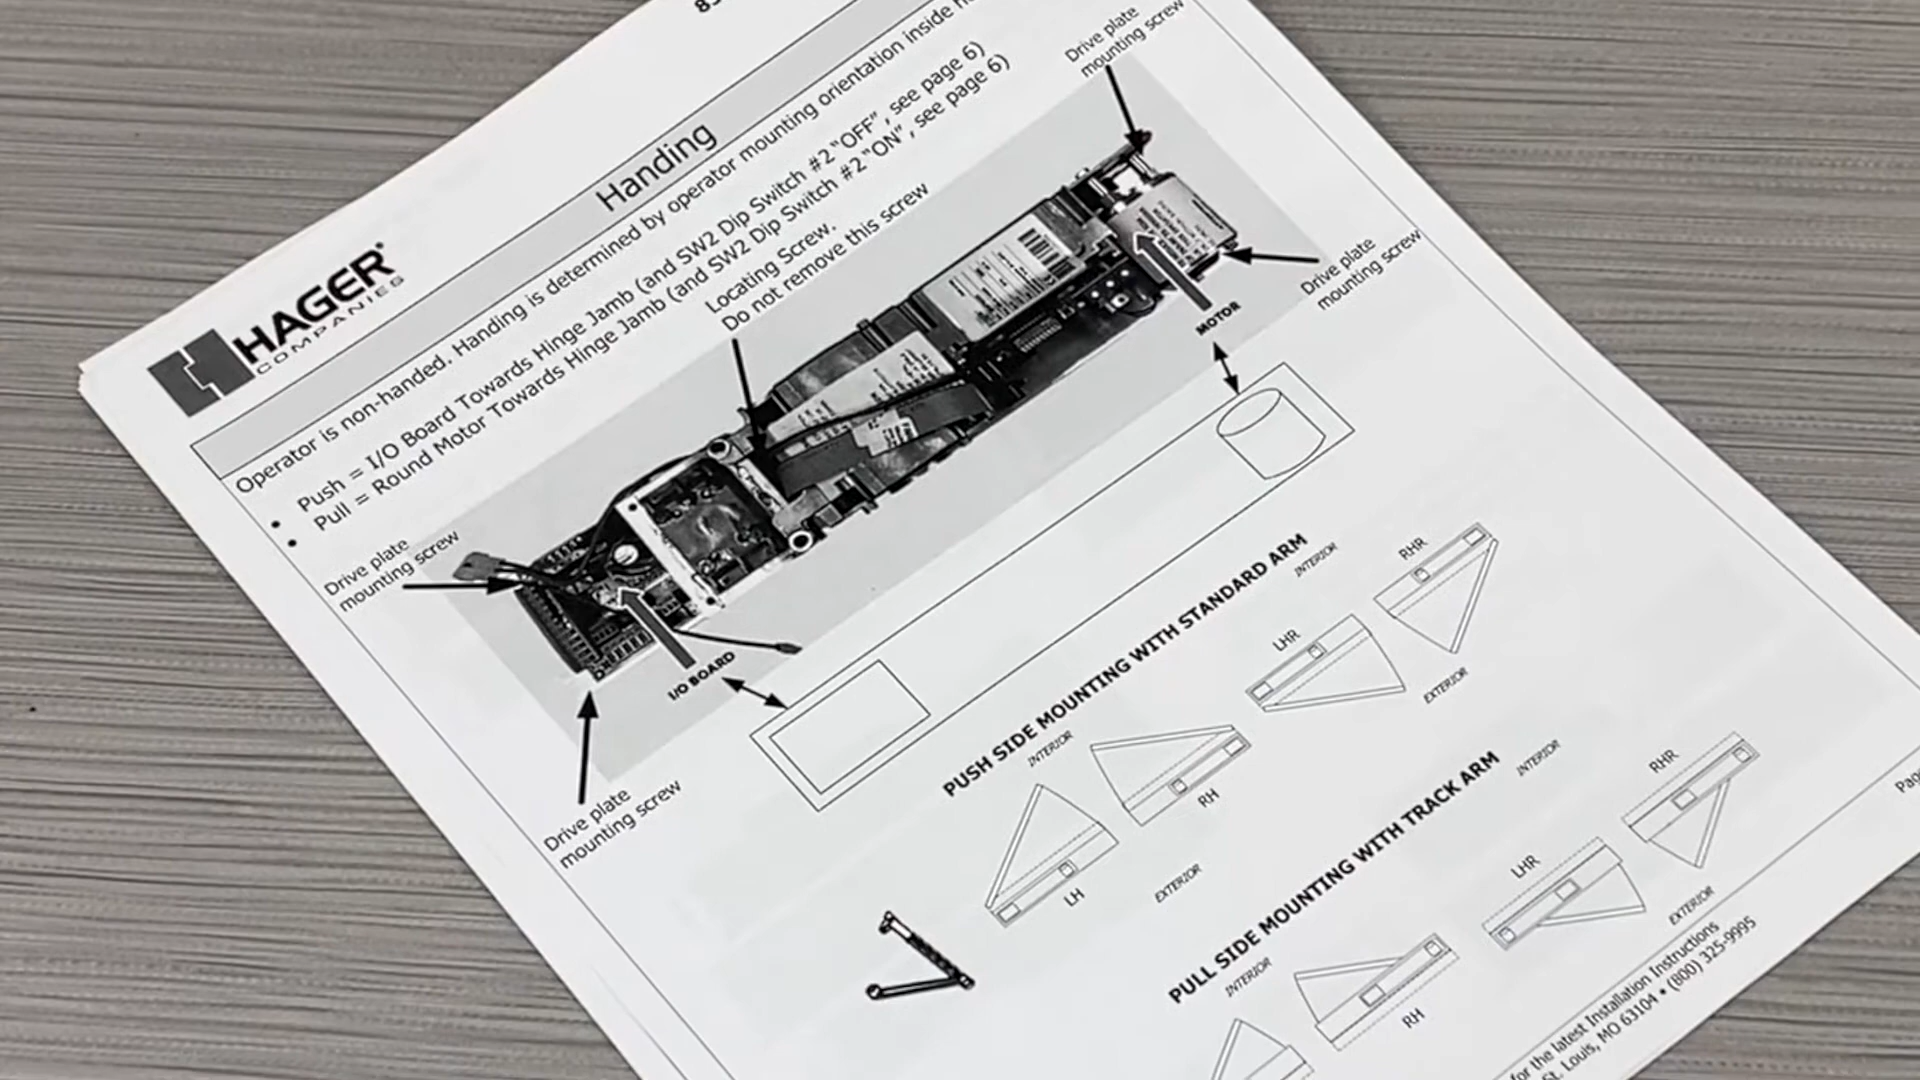 HAGER
COMPANIES
Handing
Operator is non-handed. Handing is determined by operator mounting orientation inside
• Push = I/O Board Towards Hinge Jamb (and SW2 Dip Switch #2 "OFF", see page 6)
• Pull = Round Motor Towards Hinge Jamb (and SW2 Dip Switch #2 "ON", see page 6)
Locating Screw.
Do not remove this screw
Drive plate
mounting screw
Drive plate
mounting screw
MOTOR
Drive plate
mounting screw
I/O BOARD
Drive plate
mounting screw
PUSH SIDE MOUNTING WITH STANDARD ARM
INTERIOR
INTERIOR
LH
RH
LHR
RHR
EXTERIOR
EXTERIOR
PULL SIDE MOUNTING WITH TRACK ARM
INTERIOR
INTERIOR
RH
LHR
RHR
EXTERIOR
for the latest Installation Instructions
St. Louis, MO 63104 • (800) 325-9995